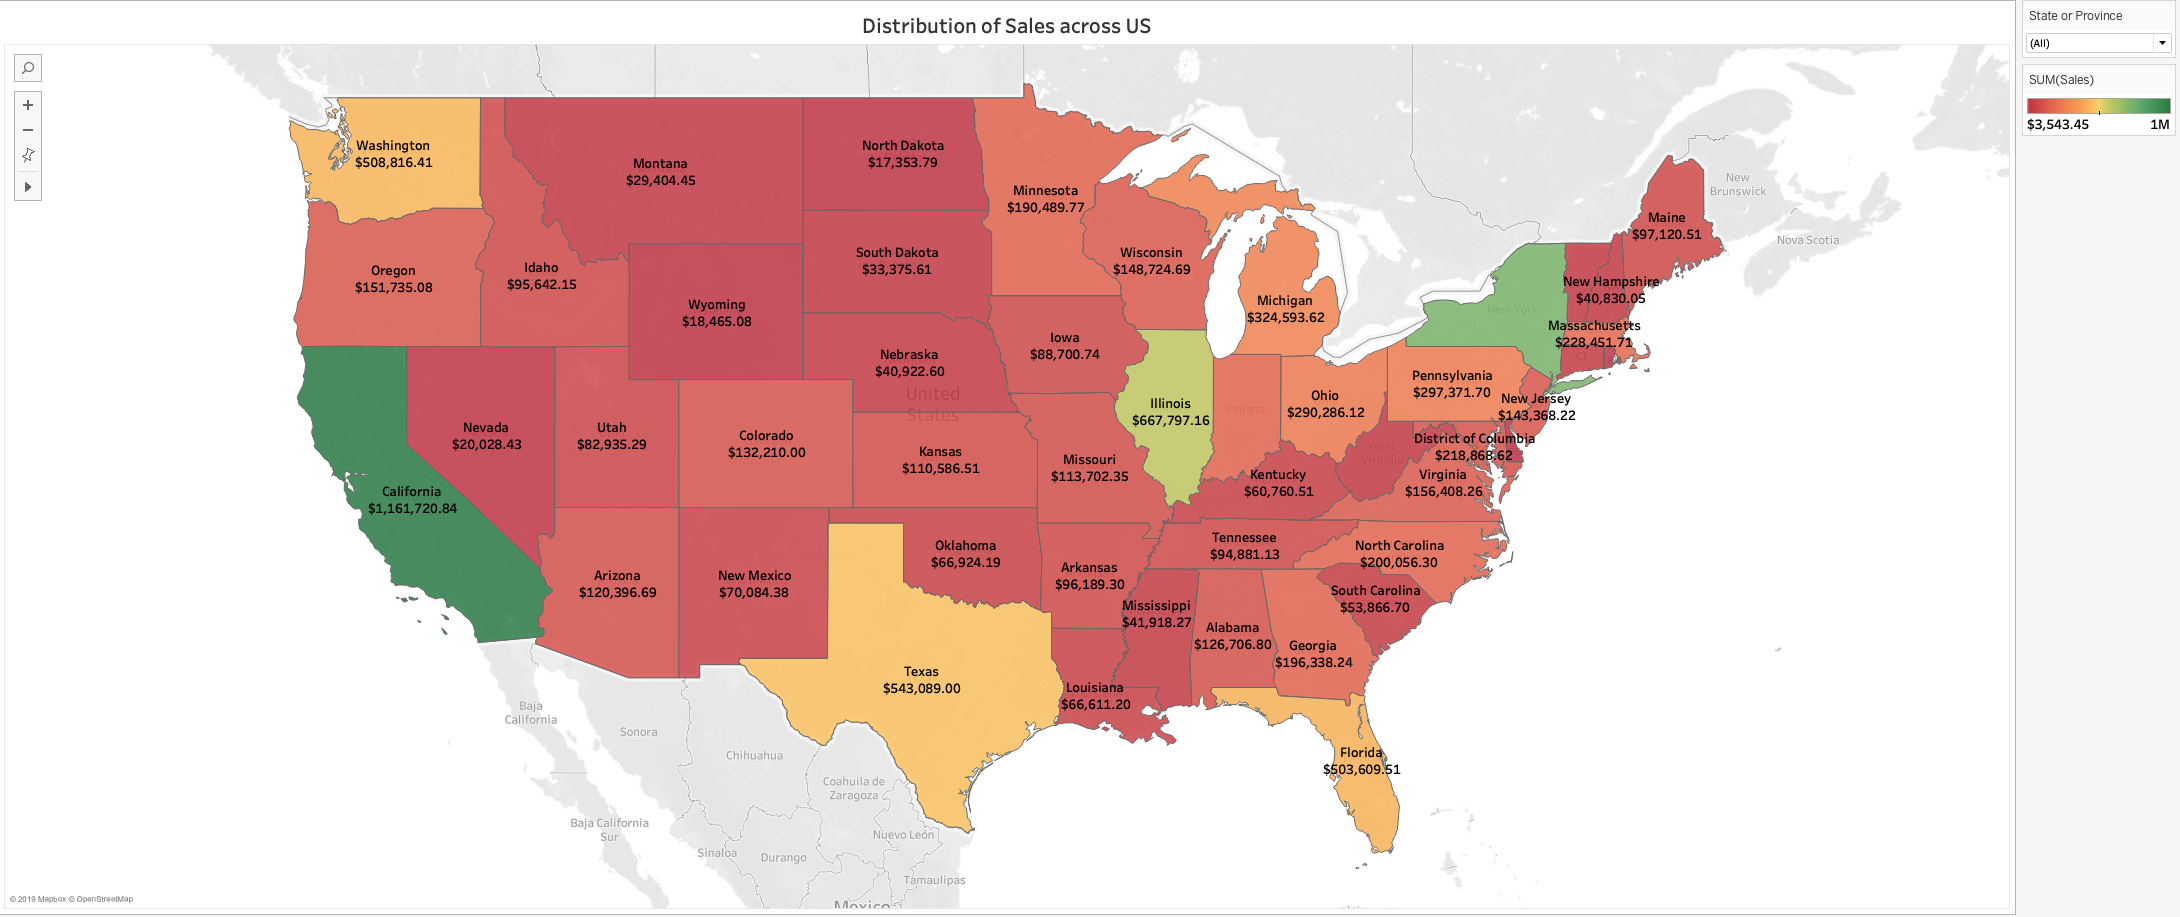 Distribution of Sales across US
State or Province
(All)
SUM(Sales)
$3,543.45
1M
Washington
$508,816.41
Montana
$29,404.45
North Dakota
$17,353.79
Minnesota
$190,489.77
Wisconsin
$148,724.69
Maine
$97,120.51
New
Brunswick
Nova Scotia
Oregon
$151,735.08
Idaho
$95,642.15
South Dakota
$33,375.61
Wyoming
$18,465.08
Michigan
$324,593.62
New York
New Hampshire
$40,830.05
Massachusetts
$228,451.71
CT
Iowa
$88,700.74
Nebraska
$40,922.60
United
States
Illinois
$667,797.16
Indiana
Ohio
$290,286.12
Pennsylvania
$297,371.70
New Jersey
$143,368.22
Nevada
$20,028.43
Utah
$82,935.29
Colorado
$132,210.00
Kansas
$110,586.51
Missouri
$113,702.35
Kentucky
$60,760.51
West
Virginia
District of Columbia
$218,868.62
Virginia
$156,408.26
California
$1,161,720.84
Arizona
$120,396.69
New Mexico
$70,084.38
Oklahoma
$66,924.19
Arkansas
$96,189.30
Tennessee
$94,881.13
North Carolina
$200,056.30
South Carolina
$53,866.70
Mississippi
$41,918.27
Alabama
$126,706.80
Georgia
$196,338.24
Texas
$543,089.00
Louisiana
$66,611.20
Florida
$503,609.51
Baja
California
Sonora
Chihuahua
Coahuila de
Zaragoza
Baja California
Sur
Nuevo León
Sinaloa
Durango
Tamaulipas
Mexico
© 2019 Mapbox © OpenStreetMap